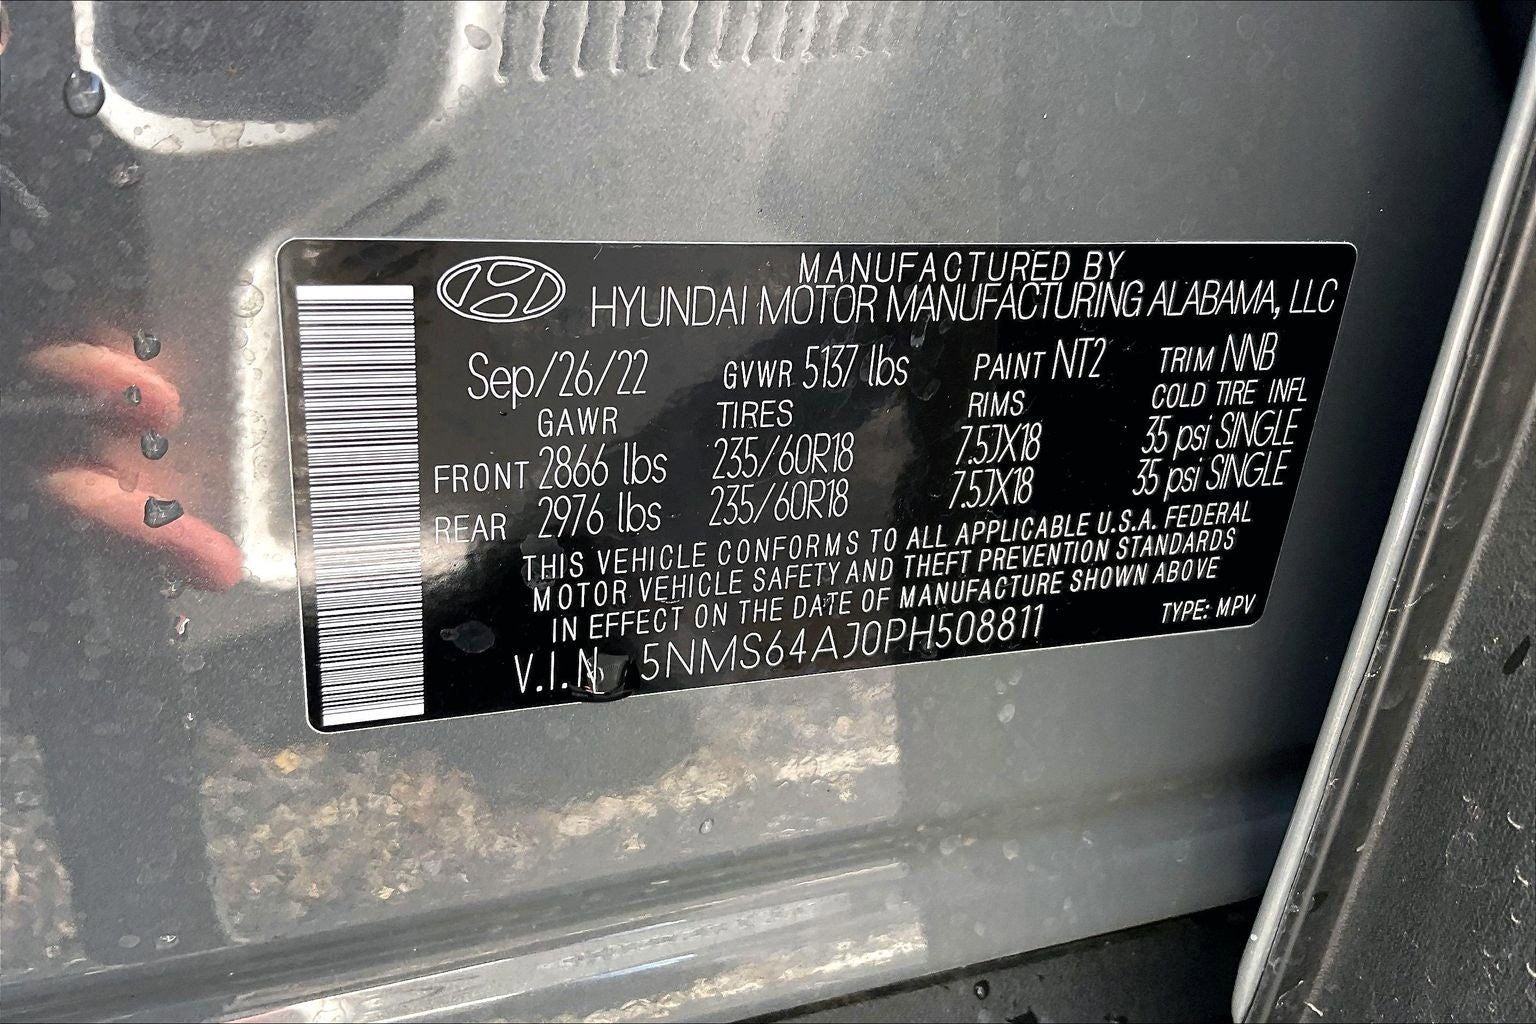 MANUFACTURED BY
HYUNDAI MOTOR MANUFACTURING ALABAMA, LLC
Sep/26/22 GVWR 5137 lbs PAINT NT2 TRIM NNB
GAWR TIRES RIMS COLD TIRE INFL
FRONT 2866 lbs 235/60R18 7.5JX18 35 psi SINGLE
REAR 2976 lbs 235/60R18 7.5JX18 35 psi SINGLE
THIS VEHICLE CONFORMS TO ALL APPLICABLE U.S.A. FEDERAL
MOTOR VEHICLE SAFETY AND THEFT PREVENTION STANDARDS
IN EFFECT ON THE DATE OF MANUFACTURE SHOWN ABOVE
V.I.N 5NMS64AJ0PH508811 TYPE: MPV